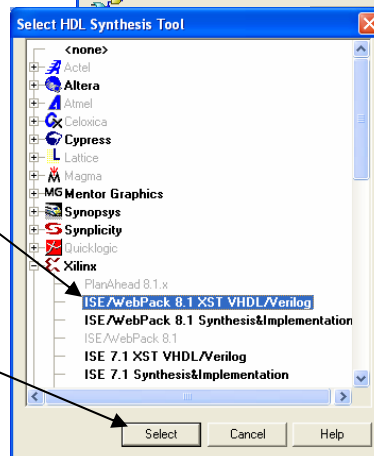 Select HDL Synthesis Tool
<none>
Actel
Altera
Atmel
Celoxica
Cypress
Lattice
Magma
MG Mentor Graphics
Synopsys
Synplicity
Quicklogic
Xilinx
PlanAhead 8.1.x
ISE/WebPack 8.1 XST VHDL/Verilog
ISE/WebPack 8.1 Synthesis&Implementation
ISE/WebPack 8.1
ISE 7.1 XST VHDL/Verilog
ISE 7.1 Synthesis&Implementation
Select Cancel Help